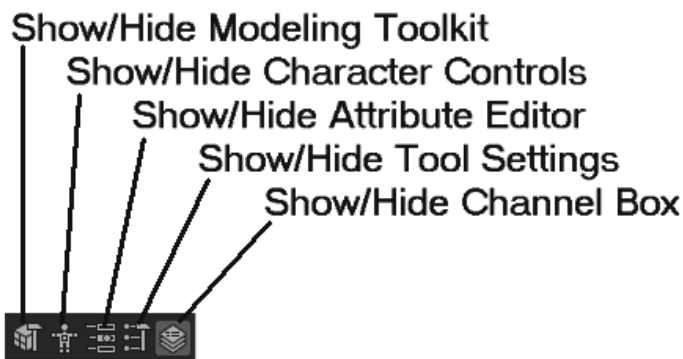 Show/Hide Modeling Toolkit
Show/Hide Character Controls
Show/Hide Attribute Editor
Show/Hide Tool Settings
Show/Hide Channel Box